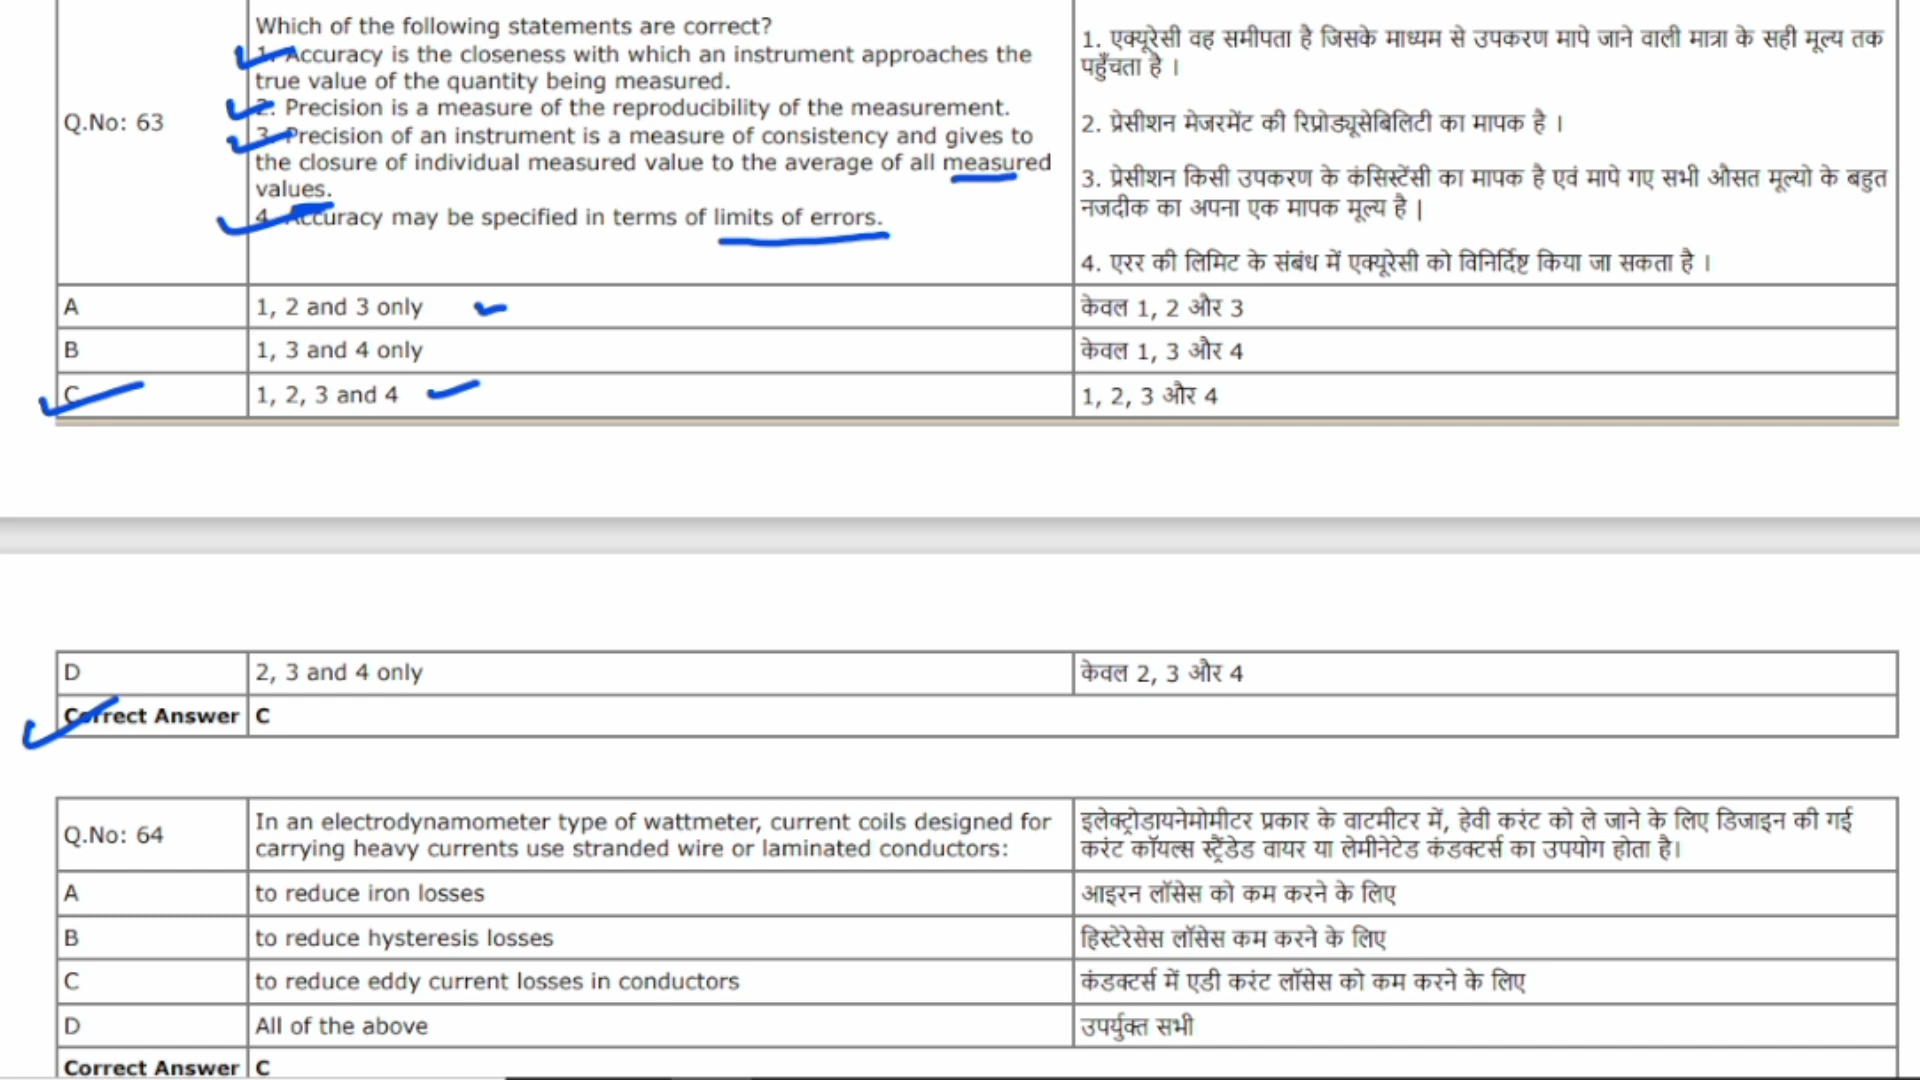 Which of the following statements are correct?
1. Accuracy is the closeness with which an instrument approaches the
true value of the quantity being measured.
2. Precision is a measure of the reproducibility of the measurement.
3. Precision of an instrument is a measure of consistency and gives to
the closure of individual measured value to the average of all measured
values.
4. Accuracy may be specified in terms of limits of errors.
Q.No: 63
1. एक्यूरेसी वह समीपता है जिसके माध्यम से उपकरण मापे जाने वाली मात्रा के सही मूल्य तक
पहुँचता है ।
2. प्रेसीशन मेजरमेंट की रिप्रोड्यूसेबिलिटी का मापक है ।
3. प्रेसीशन किसी उपकरण के कंसिस्टेंसी का मापक है एवं मापे गए सभी औसत मूल्यो के बहुत
नजदीक का अपना एक मापक मूल्य है |
4. एरर की लिमिट के संबंध में एक्यूरेसी को विनिर्दिष्ट किया जा सकता है ।
A 1, 2 and 3 only केवल 1, 2 और 3
B 1, 3 and 4 only केवल 1, 3 और 4
C 1, 2, 3 and 4 1, 2, 3 और 4
D 2, 3 and 4 only केवल 2, 3 और 4
Correct Answer C
Q.No: 64
In an electrodynamometer type of wattmeter, current coils designed for
carrying heavy currents use stranded wire or laminated conductors:
इलेक्ट्रोडायनेमोमीटर प्रकार के वाटमीटर में, हेवी करंट को ले जाने के लिए डिजाइन की गई
करंट कॉयल्स स्ट्रैंडेड वायर या लेमीनेटेड कंडक्टर्स का उपयोग होता है।
A to reduce iron losses आइरन लॉसेस को कम करने के लिए
B to reduce hysteresis losses हिस्टेरेसेस लॉसेस कम करने के लिए
C to reduce eddy current losses in conductors कंडक्टर्स में एडी करंट लॉसेस को कम करने के लिए
D All of the above उपर्युक्त सभी
Correct Answer C